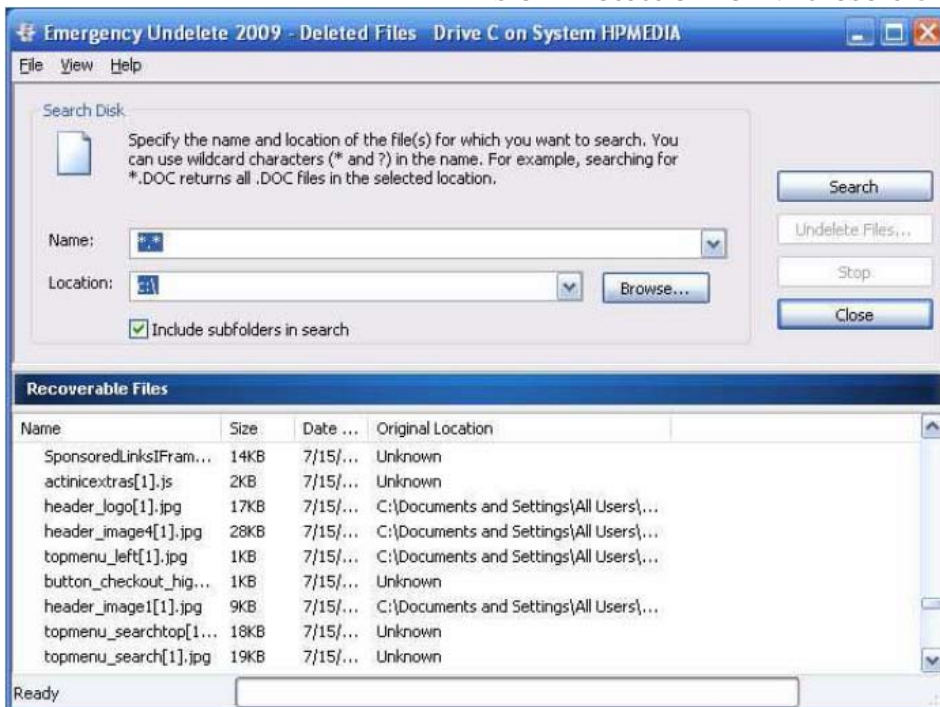 Emergency Undelete 2009 - Deleted Files   Drive C on System HPMEDIA
File View Help
Search Disk
Specify the name and location of the file(s) for which you want to search. You
can use wildcard characters (* and ?) in the name. For example, searching for
*.DOC returns all .DOC files in the selected location.
Search
Undelete Files...
Name: *.*
Stop
Location: c:\ Browse...
Close
Include subfolders in search
Recoverable Files
Name Size Date ... Original Location
SponsoredLinksIFram... 14KB 7/15/... Unknown
actinicextras[1].js 2KB 7/15/... Unknown
header_logo[1].jpg 17KB 7/15/... C:\Documents and Settings\All Users\...
header_image4[1].jpg 28KB 7/15/... C:\Documents and Settings\All Users\...
topmenu_left[1].jpg 1KB 7/15/... C:\Documents and Settings\All Users\...
button_checkout_hig... 1KB 7/15/... Unknown
header_image1[1].jpg 9KB 7/15/... C:\Documents and Settings\All Users\...
topmenu_searchtop[1... 18KB 7/15/... Unknown
topmenu_search[1].jpg 19KB 7/15/... Unknown
Ready